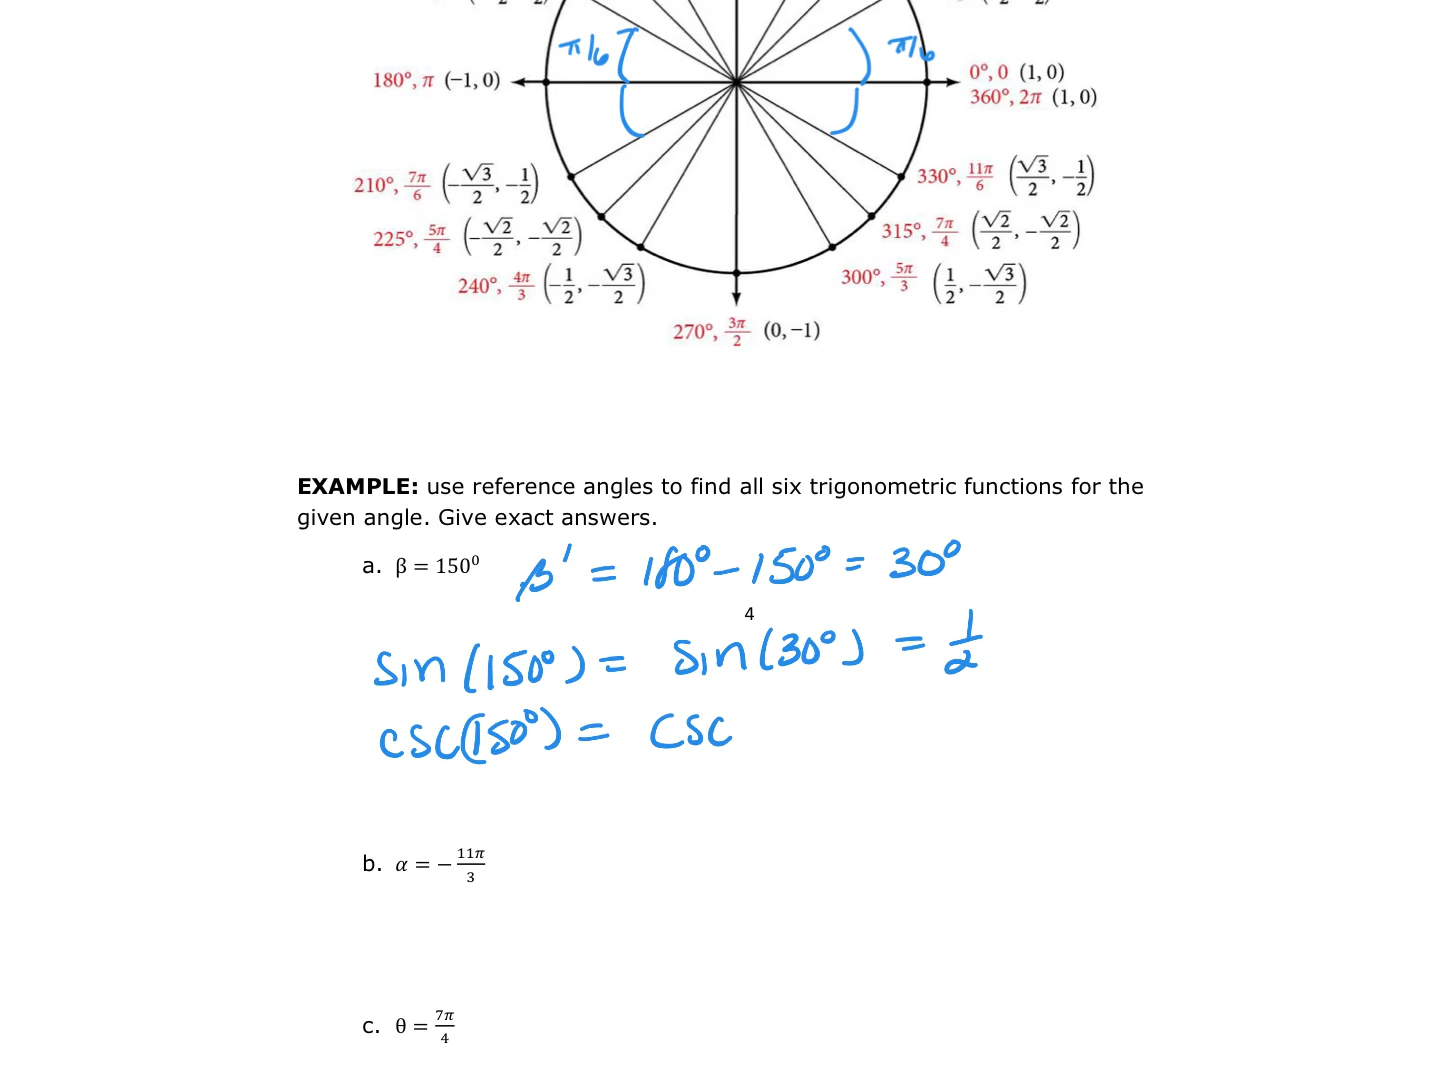 π/6 π/6
180°, π (−1, 0) 0°, 0 (1, 0)
360°, 2π (1, 0)
210°, 7π/6 (−√3/2, −1/2) 330°, 11π/6 (√3/2, −1/2)
225°, 5π/4 (−√2/2, −√2/2) 315°, 7π/4 (√2/2, −√2/2)
240°, 4π/3 (−1/2, −√3/2) 300°, 5π/3 (1/2, −√3/2)
270°, 3π/2 (0, −1)
EXAMPLE: use reference angles to find all six trigonometric functions for the
given angle. Give exact answers.
a. β = 150⁰ β' = 180° − 150° = 30°
4
sin(150°) = sin(30°) = 1/2
csc(150°) = csc
b. α = − 11π/3
c. θ = 7π/4